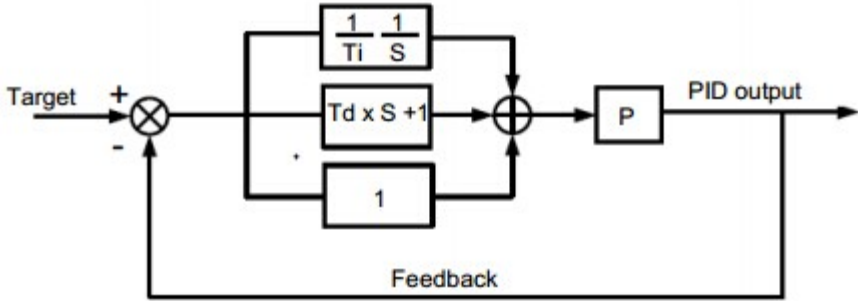 1 1
Ti S
Target
+
-
Td x S +1
1
P
PID output
Feedback